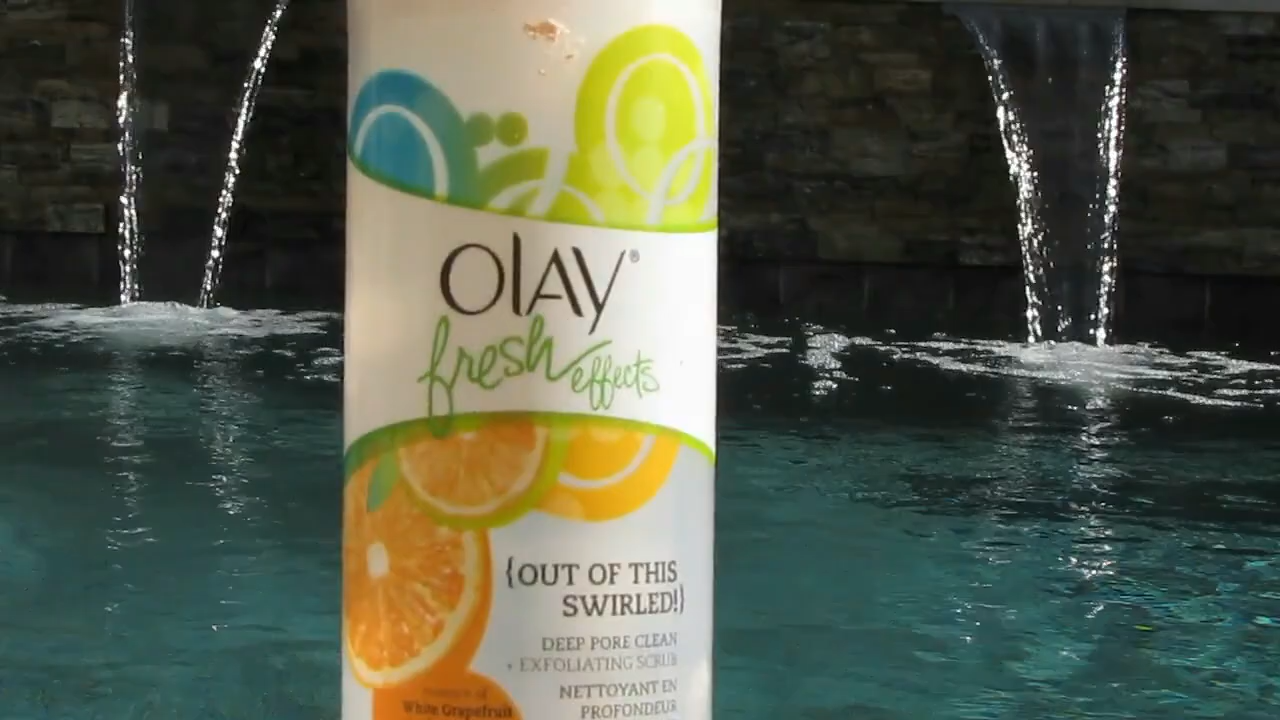 OLAY®
fresh effects
{OUT OF THIS
SWIRLED!}
DEEP PORE CLEAN
+ EXFOLIATING SCRUB
NETTOYANT EN
PROFONDEUR
White Grapefruit